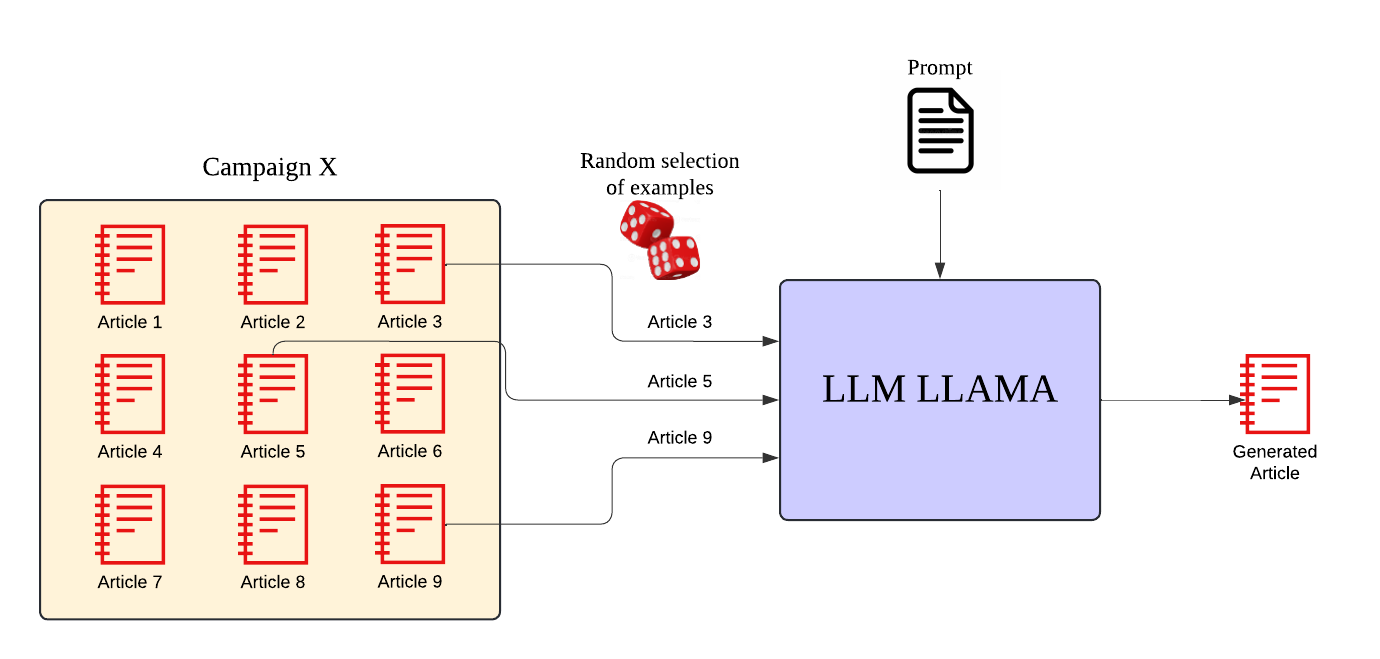 Prompt
Campaign X
Random selection
of examples
Article 1
Article 2
Article 3
Article 3
Article 4
Article 5
Article 6
Article 5
Article 9
LLM LLAMA
Generated
Article
Article 7
Article 8
Article 9